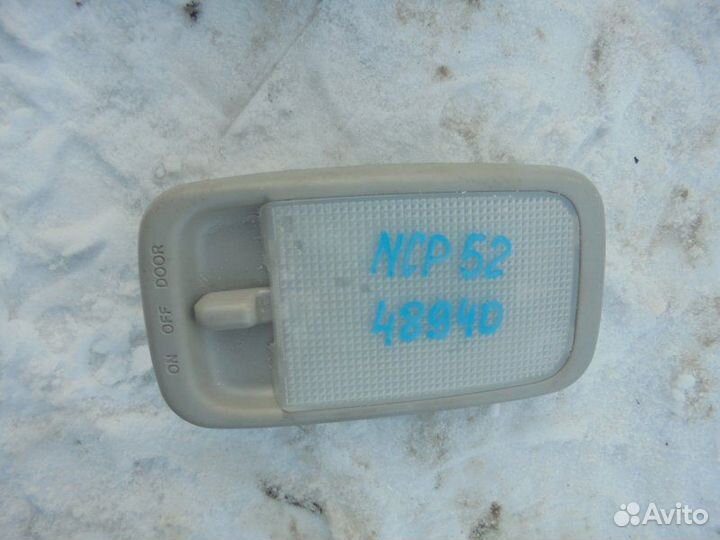 NCP 52
48940
DOOR
OFF
ON
Avito